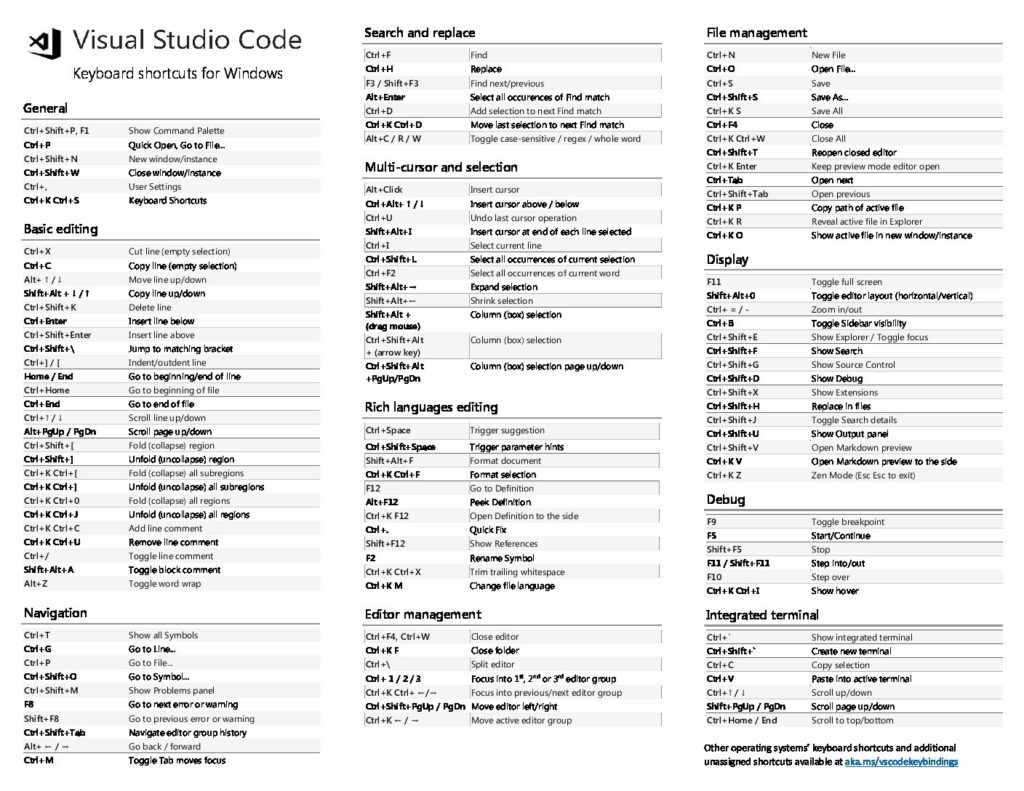 Visual Studio Code
Keyboard shortcuts for Windows
General
Ctrl+Shift+P, F1 Show Command Palette
Ctrl+P Quick Open, Go to File...
Ctrl+Shift+N New window/instance
Ctrl+Shift+W Close window/instance
Ctrl+, User Settings
Ctrl+K Ctrl+S Keyboard Shortcuts
Basic editing
Ctrl+X Cut line (empty selection)
Ctrl+C Copy line (empty selection)
Alt+ ↑ / ↓ Move line up/down
Shift+Alt + ↓ / ↑ Copy line up/down
Ctrl+Shift+K Delete line
Ctrl+Enter Insert line below
Ctrl+Shift+Enter Insert line above
Ctrl+Shift+\ Jump to matching bracket
Ctrl+] / [ Indent/outdent line
Home / End Go to beginning/end of line
Ctrl+Home Go to beginning of file
Ctrl+End Go to end of file
Ctrl+↑ / ↓ Scroll line up/down
Alt+PgUp / PgDn Scroll page up/down
Ctrl+Shift+[ Fold (collapse) region
Ctrl+Shift+] Unfold (uncollapse) region
Ctrl+K Ctrl+[ Fold (collapse) all subregions
Ctrl+K Ctrl+] Unfold (uncollapse) all subregions
Ctrl+K Ctrl+0 Fold (collapse) all regions
Ctrl+K Ctrl+J Unfold (uncollapse) all regions
Ctrl+K Ctrl+C Add line comment
Ctrl+K Ctrl+U Remove line comment
Ctrl+/ Toggle line comment
Shift+Alt+A Toggle block comment
Alt+Z Toggle word wrap
Navigation
Ctrl+T Show all Symbols
Ctrl+G Go to Line...
Ctrl+P Go to File...
Ctrl+Shift+O Go to Symbol...
Ctrl+Shift+M Show Problems panel
F8 Go to next error or warning
Shift+F8 Go to previous error or warning
Ctrl+Shift+Tab Navigate editor group history
Alt+ ← / → Go back / forward
Ctrl+M Toggle Tab moves focus
Search and replace
Ctrl+F Find
Ctrl+H Replace
F3 / Shift+F3 Find next/previous
Alt+Enter Select all occurences of Find match
Ctrl+D Add selection to next Find match
Ctrl+K Ctrl+D Move last selection to next Find match
Alt+C / R / W Toggle case-sensitive / regex / whole word
Multi-cursor and selection
Alt+Click Insert cursor
Ctrl+Alt+ ↑ / ↓ Insert cursor above / below
Ctrl+U Undo last cursor operation
Shift+Alt+I Insert cursor at end of each line selected
Ctrl+I Select current line
Ctrl+Shift+L Select all occurrences of current selection
Ctrl+F2 Select all occurrences of current word
Shift+Alt+→ Expand selection
Shift+Alt+← Shrink selection
Shift+Alt + Column (box) selection
(drag mouse)
Ctrl+Shift+Alt Column (box) selection
+ (arrow key)
Ctrl+Shift+Alt Column (box) selection page up/down
+PgUp/PgDn
Rich languages editing
Ctrl+Space Trigger suggestion
Ctrl+Shift+Space Trigger parameter hints
Shift+Alt+F Format document
Ctrl+K Ctrl+F Format selection
F12 Go to Definition
Alt+F12 Peek Definition
Ctrl+K F12 Open Definition to the side
Ctrl+. Quick Fix
Shift+F12 Show References
F2 Rename Symbol
Ctrl+K Ctrl+X Trim trailing whitespace
Ctrl+K M Change file language
Editor management
Ctrl+F4, Ctrl+W Close editor
Ctrl+K F Close folder
Ctrl+\ Split editor
Ctrl+ 1 / 2 / 3 Focus into 1st, 2nd or 3rd editor group
Ctrl+K Ctrl+ ←/→ Focus into previous/next editor group
Ctrl+Shift+PgUp / PgDn Move editor left/right
Ctrl+K ← / → Move active editor group
File management
Ctrl+N New File
Ctrl+O Open File...
Ctrl+S Save
Ctrl+Shift+S Save As...
Ctrl+K S Save All
Ctrl+F4 Close
Ctrl+K Ctrl+W Close All
Ctrl+Shift+T Reopen closed editor
Ctrl+K Enter Keep preview mode editor open
Ctrl+Tab Open next
Ctrl+Shift+Tab Open previous
Ctrl+K P Copy path of active file
Ctrl+K R Reveal active file in Explorer
Ctrl+K O Show active file in new window/instance
Display
F11 Toggle full screen
Shift+Alt+0 Toggle editor layout (horizontal/vertical)
Ctrl+ = / - Zoom in/out
Ctrl+B Toggle Sidebar visibility
Ctrl+Shift+E Show Explorer / Toggle focus
Ctrl+Shift+F Show Search
Ctrl+Shift+G Show Source Control
Ctrl+Shift+D Show Debug
Ctrl+Shift+X Show Extensions
Ctrl+Shift+H Replace in files
Ctrl+Shift+J Toggle Search details
Ctrl+Shift+U Show Output panel
Ctrl+Shift+V Open Markdown preview
Ctrl+K V Open Markdown preview to the side
Ctrl+K Z Zen Mode (Esc Esc to exit)
Debug
F9 Toggle breakpoint
F5 Start/Continue
Shift+F5 Stop
F11 / Shift+F11 Step into/out
F10 Step over
Ctrl+K Ctrl+I Show hover
Integrated terminal
Ctrl+` Show integrated terminal
Ctrl+Shift+` Create new terminal
Ctrl+C Copy selection
Ctrl+V Paste into active terminal
Ctrl+↑ / ↓ Scroll up/down
Shift+PgUp / PgDn Scroll page up/down
Ctrl+Home / End Scroll to top/bottom
Other operating systems' keyboard shortcuts and additional
unassigned shortcuts available at aka.ms/vscodekeybindings